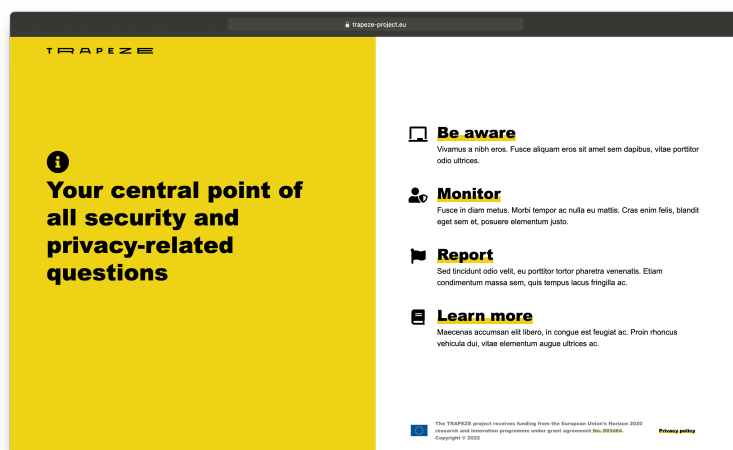 trapeze-project.eu
TRAPEZE
Your central point of
all security and
privacy-related
questions
Be aware
Vivamus a nibh eros. Fusce aliquam eros sit amet sem dapibus, vitae porttitor
odio ultrices.
Monitor
Fusce in diam metus. Morbi tempor ac nulla eu mattis. Cras enim felis, blandit
eget sem et, posuere elementum justo.
Report
Sed tincidunt odio velit, eu porttitor tortor pharetra venenatis. Etiam
condimentum massa sem, quis tempus lacus fringilla ac.
Learn more
Maecenas accumsan elit libero, in congue est feugiat ac. Proin rhoncus
vehicula dui, vitae elementum augue ultrices ac.
The TRAPEZE project receives funding from the European Union's Horizon 2020
research and innovation programme under grant agreement No. 883464.
Copyright © 2022
Privacy policy